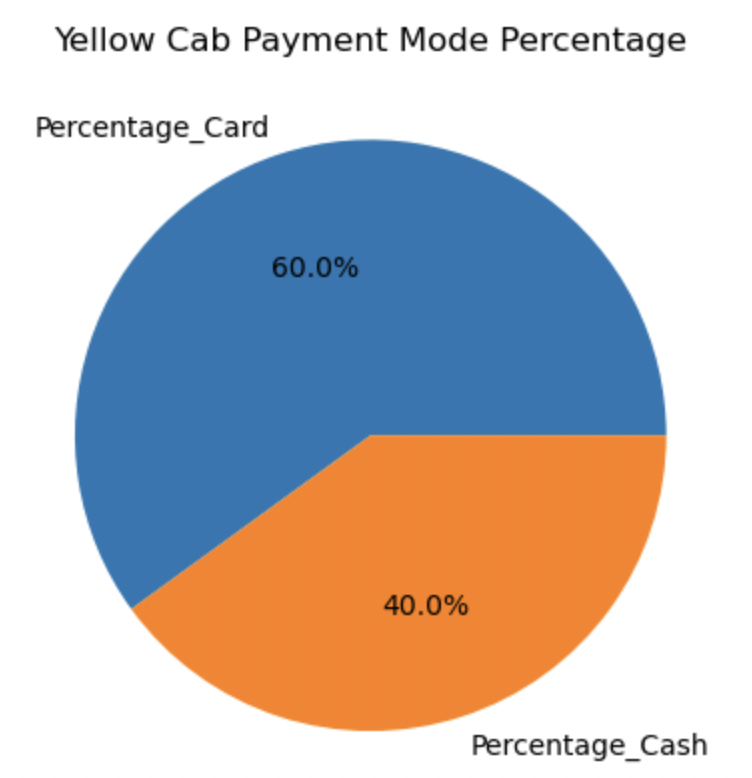 Yellow Cab Payment Mode Percentage
Percentage_Card
60.0%
40.0%
Percentage_Cash